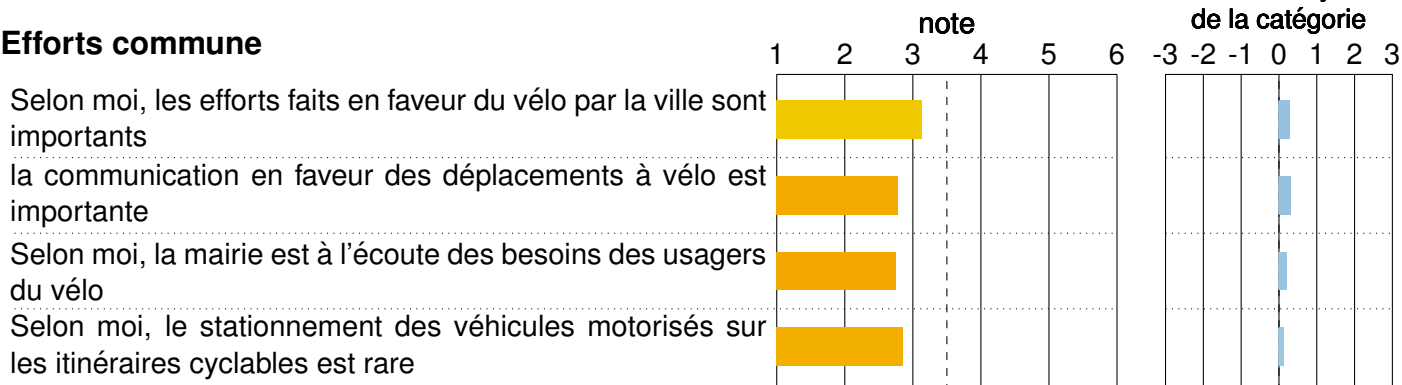 de la catégorie
note
Efforts commune
1 2 3 4 5 6
-3 -2 -1 0 1 2 3
Selon moi, les efforts faits en faveur du vélo par la ville sont
importants
la communication en faveur des déplacements à vélo est
importante
Selon moi, la mairie est à l’écoute des besoins des usagers
du vélo
Selon moi, le stationnement des véhicules motorisés sur
les itinéraires cyclables est rare